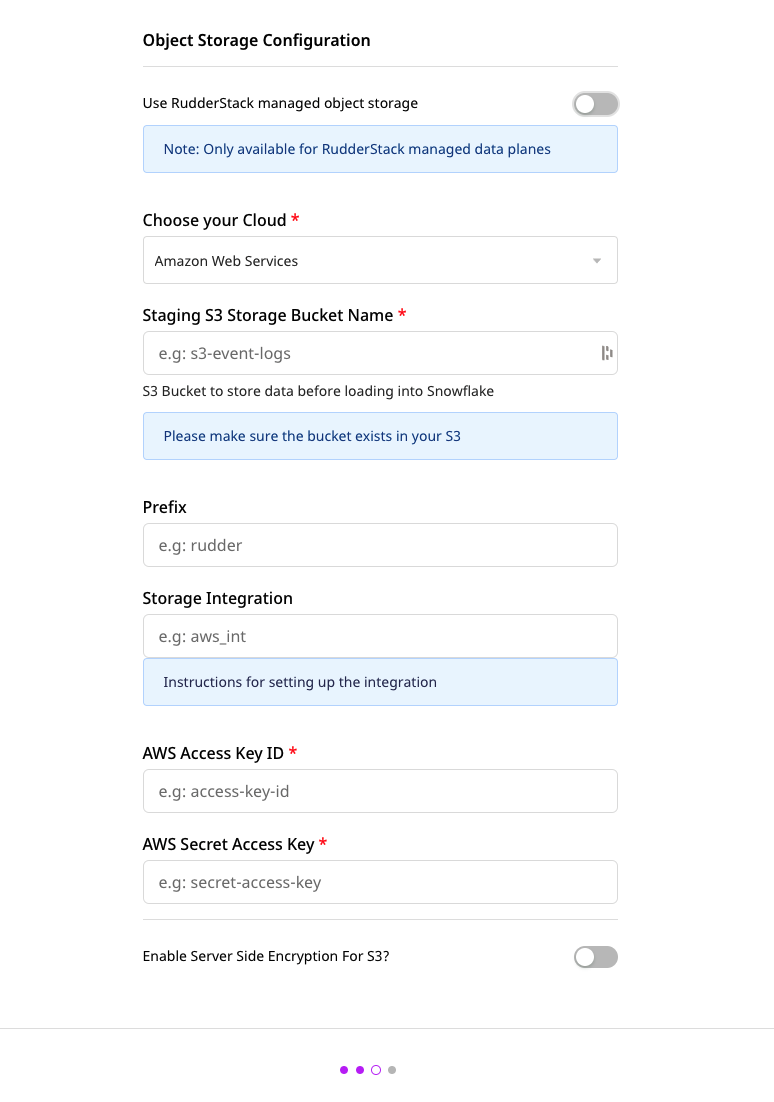 Object Storage Configuration
Use RudderStack managed object storage
Note: Only available for RudderStack managed data planes
Choose your Cloud *
Amazon Web Services
Staging S3 Storage Bucket Name *
e.g: s3-event-logs
S3 Bucket to store data before loading into Snowflake
Please make sure the bucket exists in your S3
Prefix
e.g: rudder
Storage Integration
e.g: aws_int
Instructions for setting up the integration
AWS Access Key ID *
e.g: access-key-id
AWS Secret Access Key *
e.g: secret-access-key
Enable Server Side Encryption For S3?